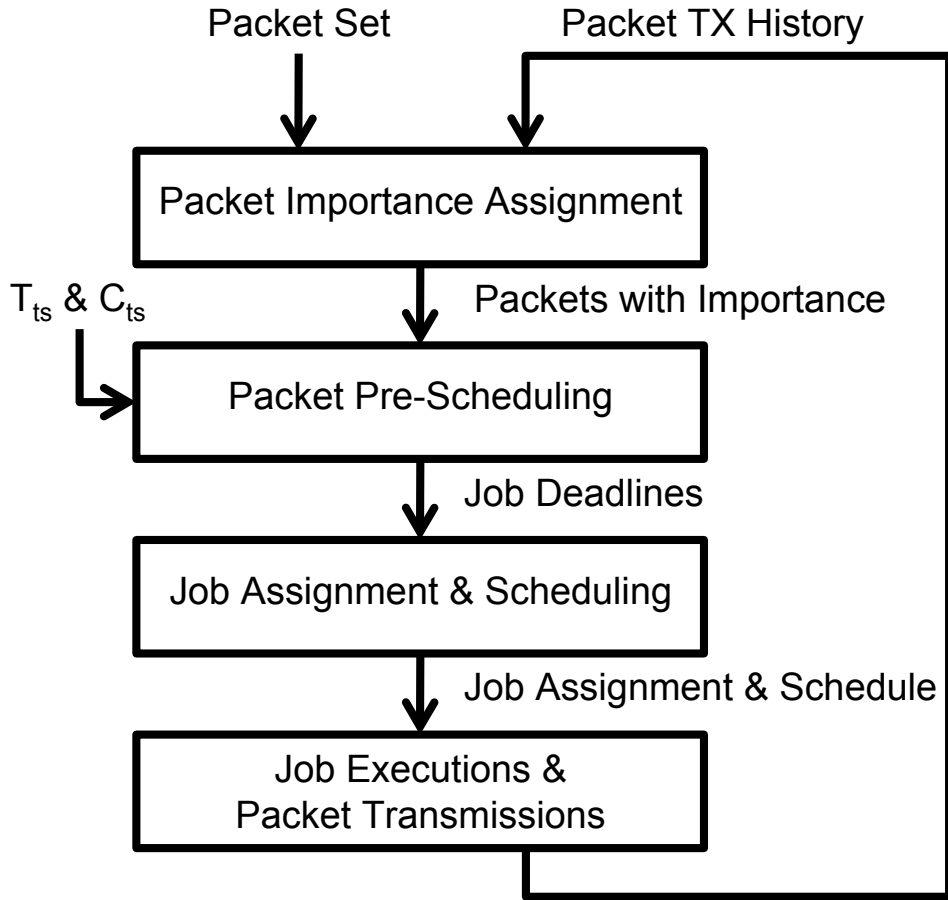 Packet Set
Packet TX History
Packet Importance Assignment
Packets with Importance
T_ts & C_ts
Packet Pre-Scheduling
Job Deadlines
Job Assignment & Scheduling
Job Assignment & Schedule
Job Executions &
Packet Transmissions